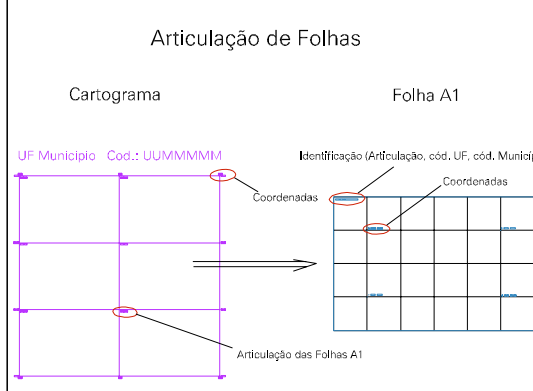 Articulação de Folhas
Cartograma
Folha A1
UF Municipio Cod.: UUMMMMM
Identificação (Articulação, cód. UF, cód. Municíp
Coordenadas
Coordenadas
Articulação das Folhas A1